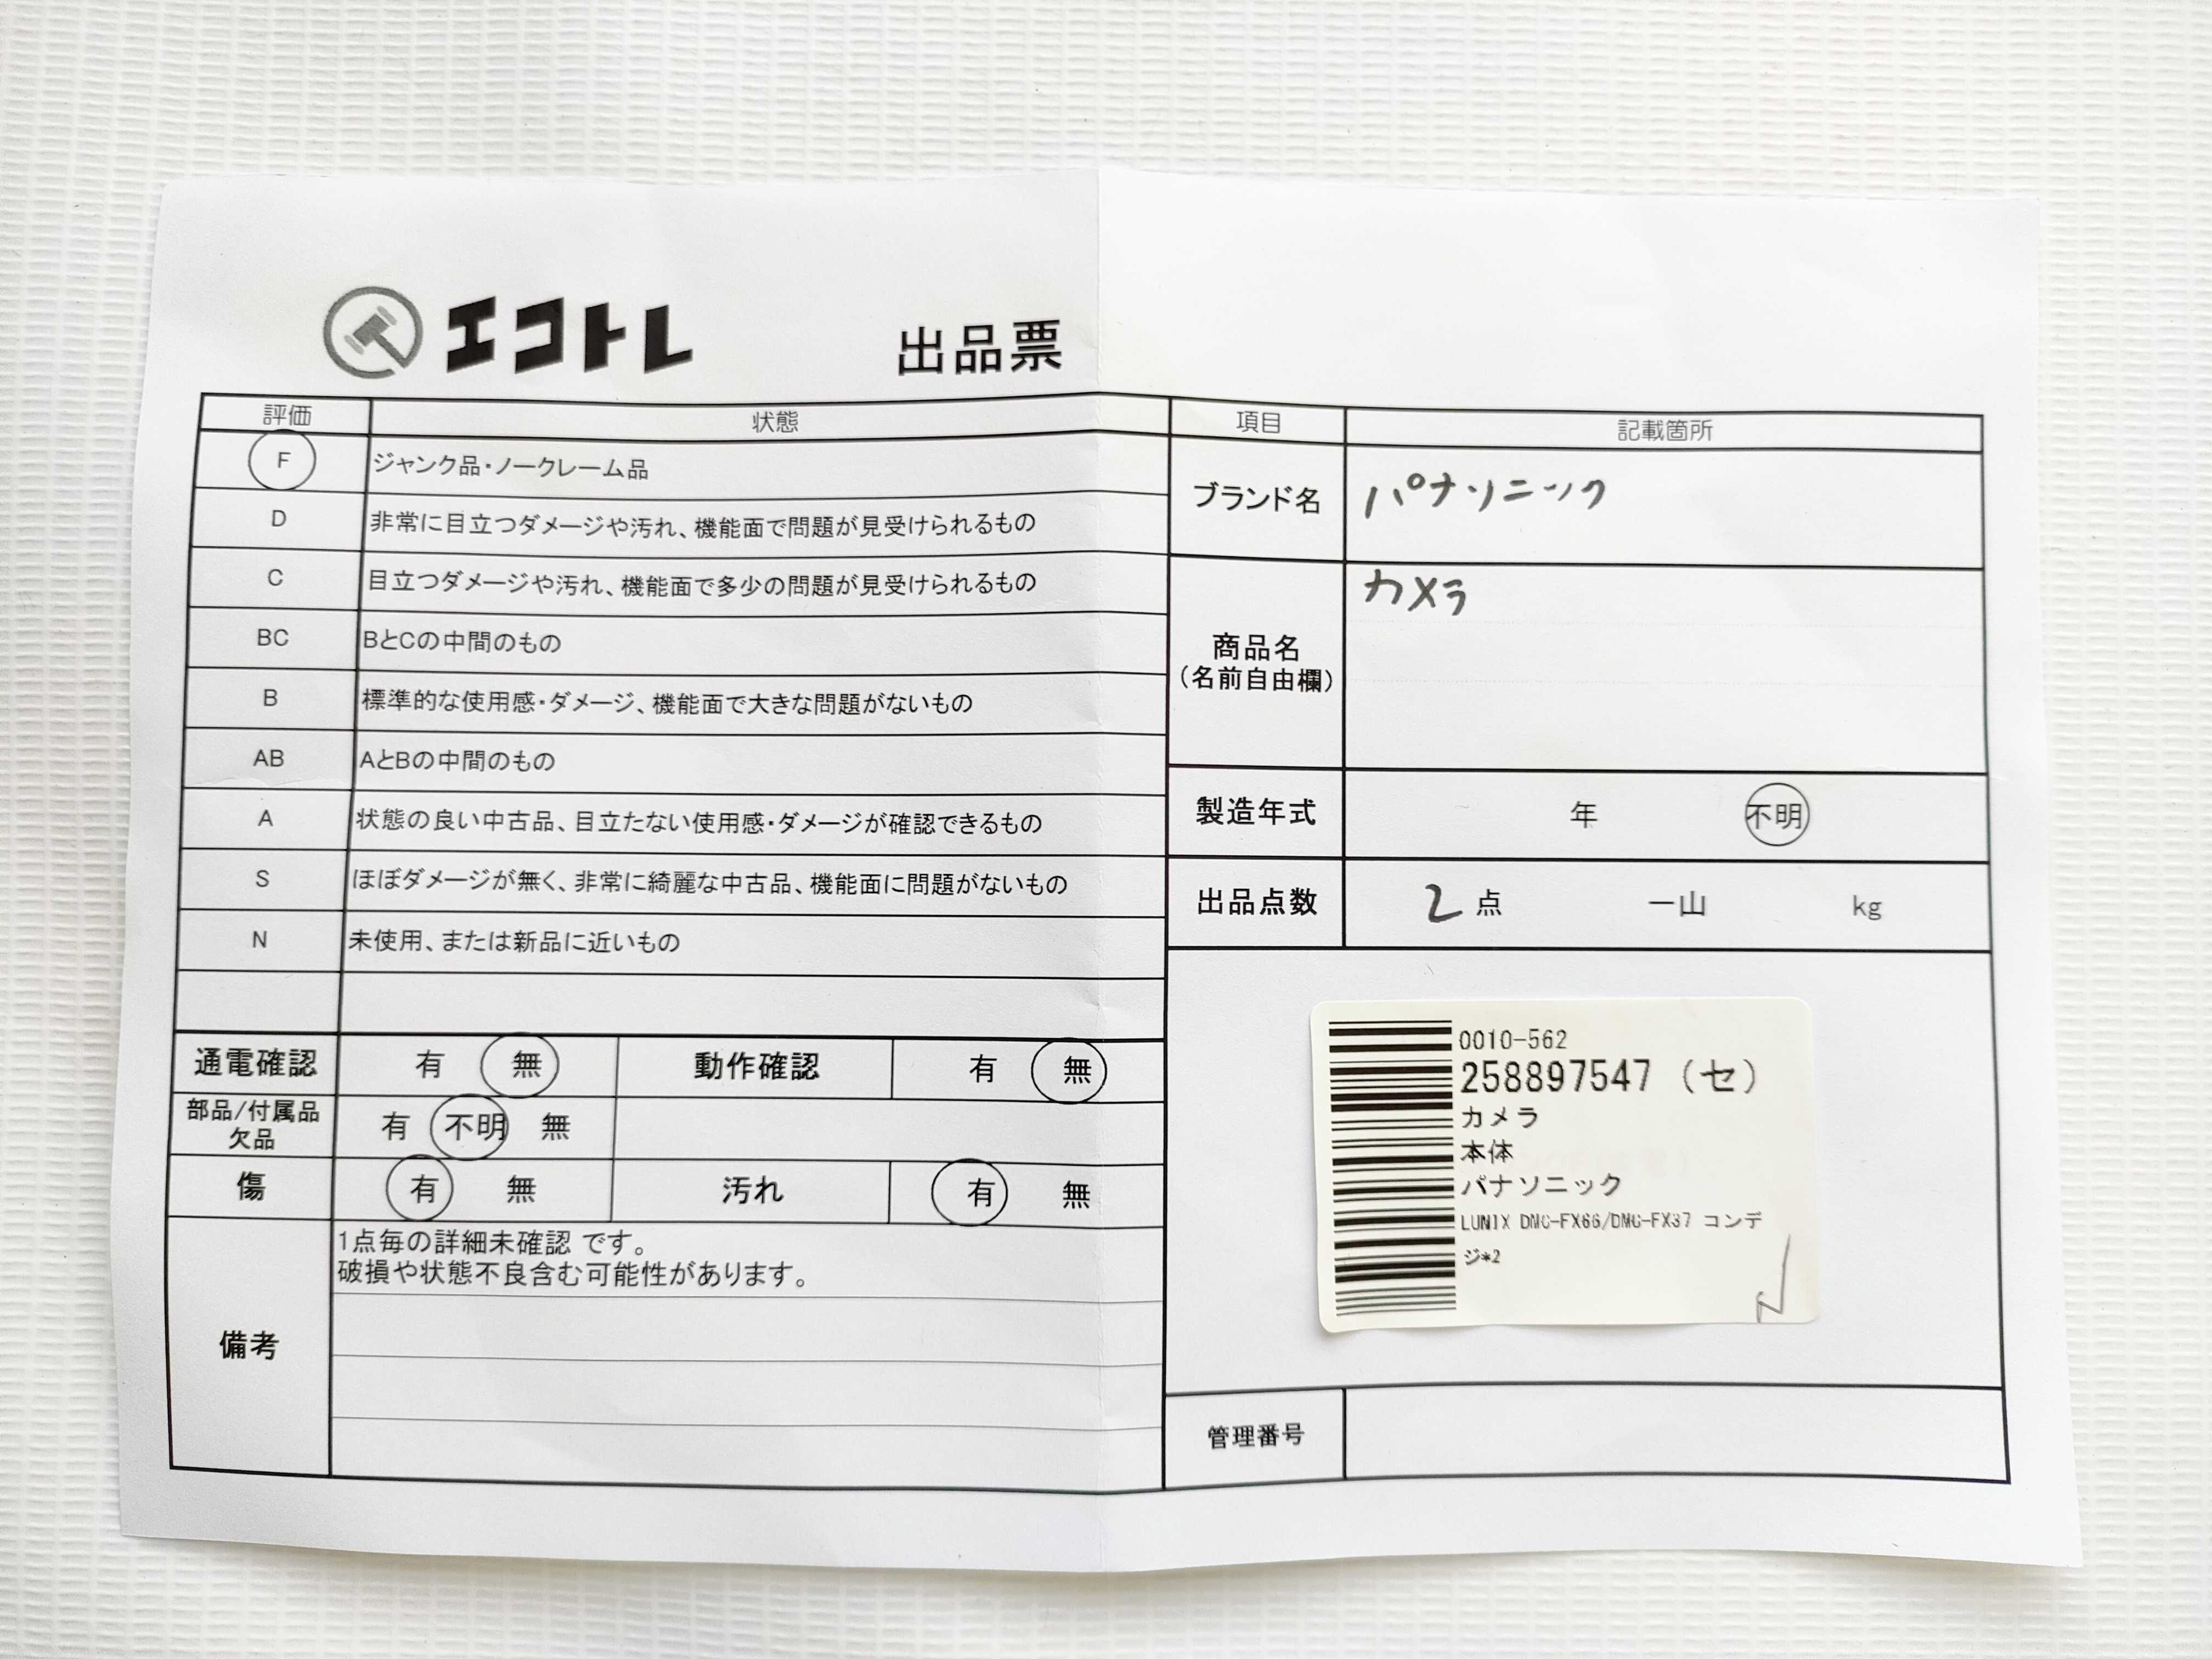 エコトレ
出品票
評価 状態
F ジャンク品・ノークレーム品
D 非常に目立つダメージや汚れ、機能面で問題が見受けられるもの
C 目立つダメージや汚れ、機能面で多少の問題が見受けられるもの
BC BとCの中間のもの
B 標準的な使用感・ダメージ、機能面で大きな問題がないもの
AB AとBの中間のもの
A 状態の良い中古品、目立たない使用感・ダメージが確認できるもの
S ほぼダメージが無く、非常に綺麗な中古品、機能面に問題がないもの
N 未使用、または新品に近いもの
通電確認 有 無 動作確認 有 無
部品/付属品
欠品
有 不明 無
傷 有 無 汚れ 有 無
備考
1点毎の詳細未確認 です。
破損や状態不良含む可能性があります。
項目 記載箇所
ブランド名 パナソニック
商品名
(名前自由欄)
カメラ
製造年式 年 不明
出品点数 2 点 一山 kg
0010-562
258897547 (セ)
カメラ
本体
パナソニック
LUNIX DMC-FX66/DMC-FX37 コンデ
ジ*2
管理番号